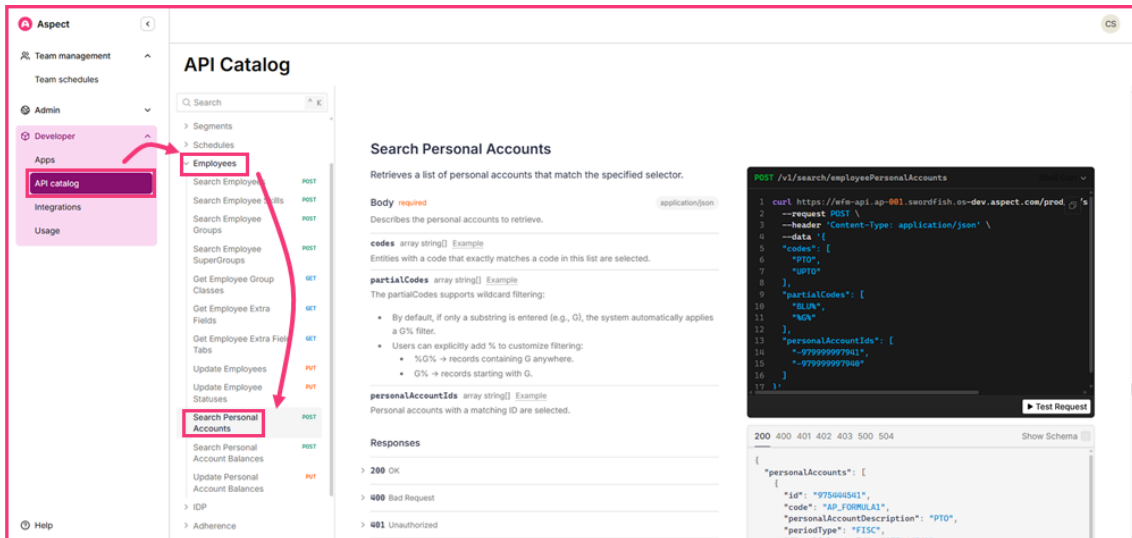 Aspect
CS
Team management
Team schedules
Admin
Developer
Apps
API catalog
Integrations
Usage
Help
API Catalog
Search
^ K
Segments
Schedules
Employees
Search Employees POST
Search Employee Skills POST
Search Employee POST
Groups
Search Employee POST
SuperGroups
Get Employee Group GET
Classes
Get Employee Extra GET
Fields
Get Employee Extra Field GET
Tabs
Update Employees PUT
Update Employee PUT
Statuses
Search Personal POST
Accounts
Search Personal POST
Account Balances
Update Personal PUT
Account Balances
IDP
Adherence
Search Personal Accounts
Retrieves a list of personal accounts that match the specified selector.
Body required application/json
Describes the personal accounts to retrieve.
codes array string[] Example
Entities with a code that exactly matches a code in this list are selected.
partialCodes array string[] Example
The partialCodes supports wildcard filtering:
• By default, if only a substring is entered (e.g., G), the system automatically applies
a G% filter.
• Users can explicitly add % to customize filtering:
• %G% → records containing G anywhere.
• G% → records starting with G.
personalAccountIds array string[] Example
Personal accounts with a matching ID are selected.
Responses
200 OK
400 Bad Request
401 Unauthorized
POST /v1/search/employeePersonalAccounts
1 curl https://wfm-api.ap-001.swordfish.os-dev.aspect.com/prod
2 --request POST \
3 --header 'Content-Type: application/json' \
4 --data '{
5 "codes": [
6 "PTO",
7 "UPTO"
8 ],
9 "partialCodes": [
10 "BLU%",
11 "%G%"
12 ],
13 "personalAccountIds": [
14 "-979999997941",
15 "-979999997940"
16 ]
17 }'
Test Request
200 400 401 402 403 500 504 Show Schema
{
"personalAccounts": [
{
"id": "975444541",
"code": "AP_FORMULA1",
"personalAccountDescription": "PTO",
"periodType": "FISC",